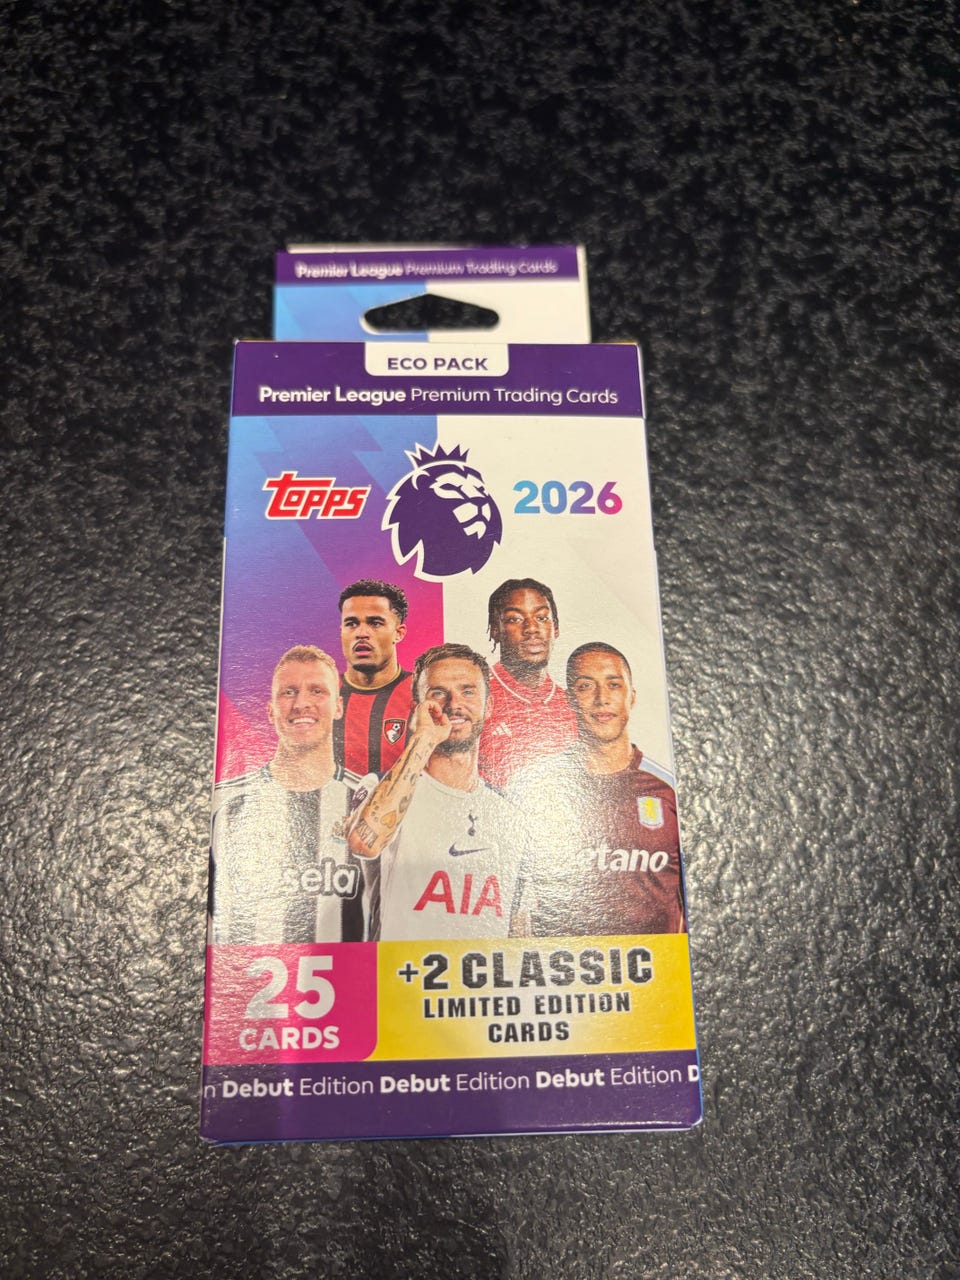 Premier League Premium Trading Cards
ECO PACK
Premier League Premium Trading Cards
TOPPS 2026
sela
AIA
etano
25
CARDS
+2 CLASSIC
LIMITED EDITION
CARDS
n Debut Edition Debut Edition Debut Edition D